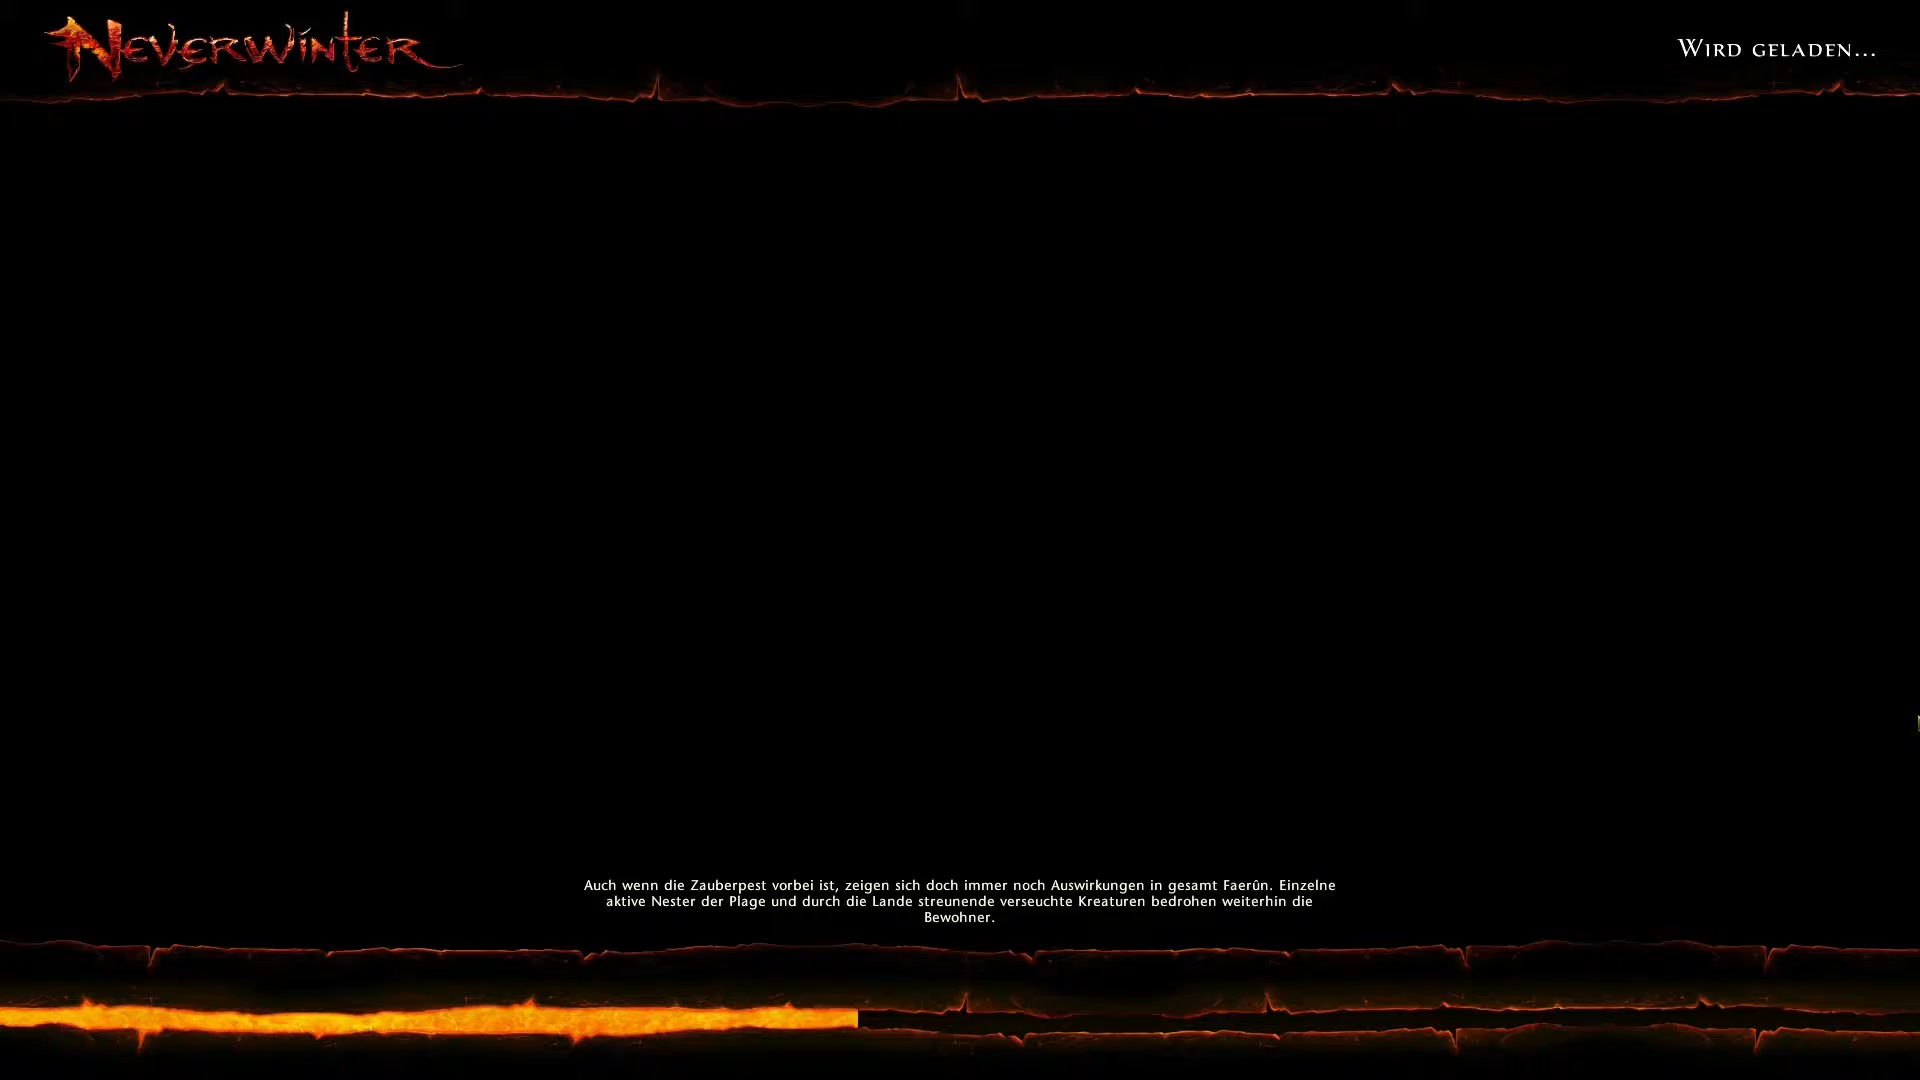 NEVERWINTER
WIRD GELADEN...
Auch wenn die Zauberpest vorbei ist, zeigen sich doch immer noch Auswirkungen in gesamt Faerûn. Einzelne
aktive Nester der Plage und durch die Lande streunende verseuchte Kreaturen bedrohen weiterhin die
Bewohner.